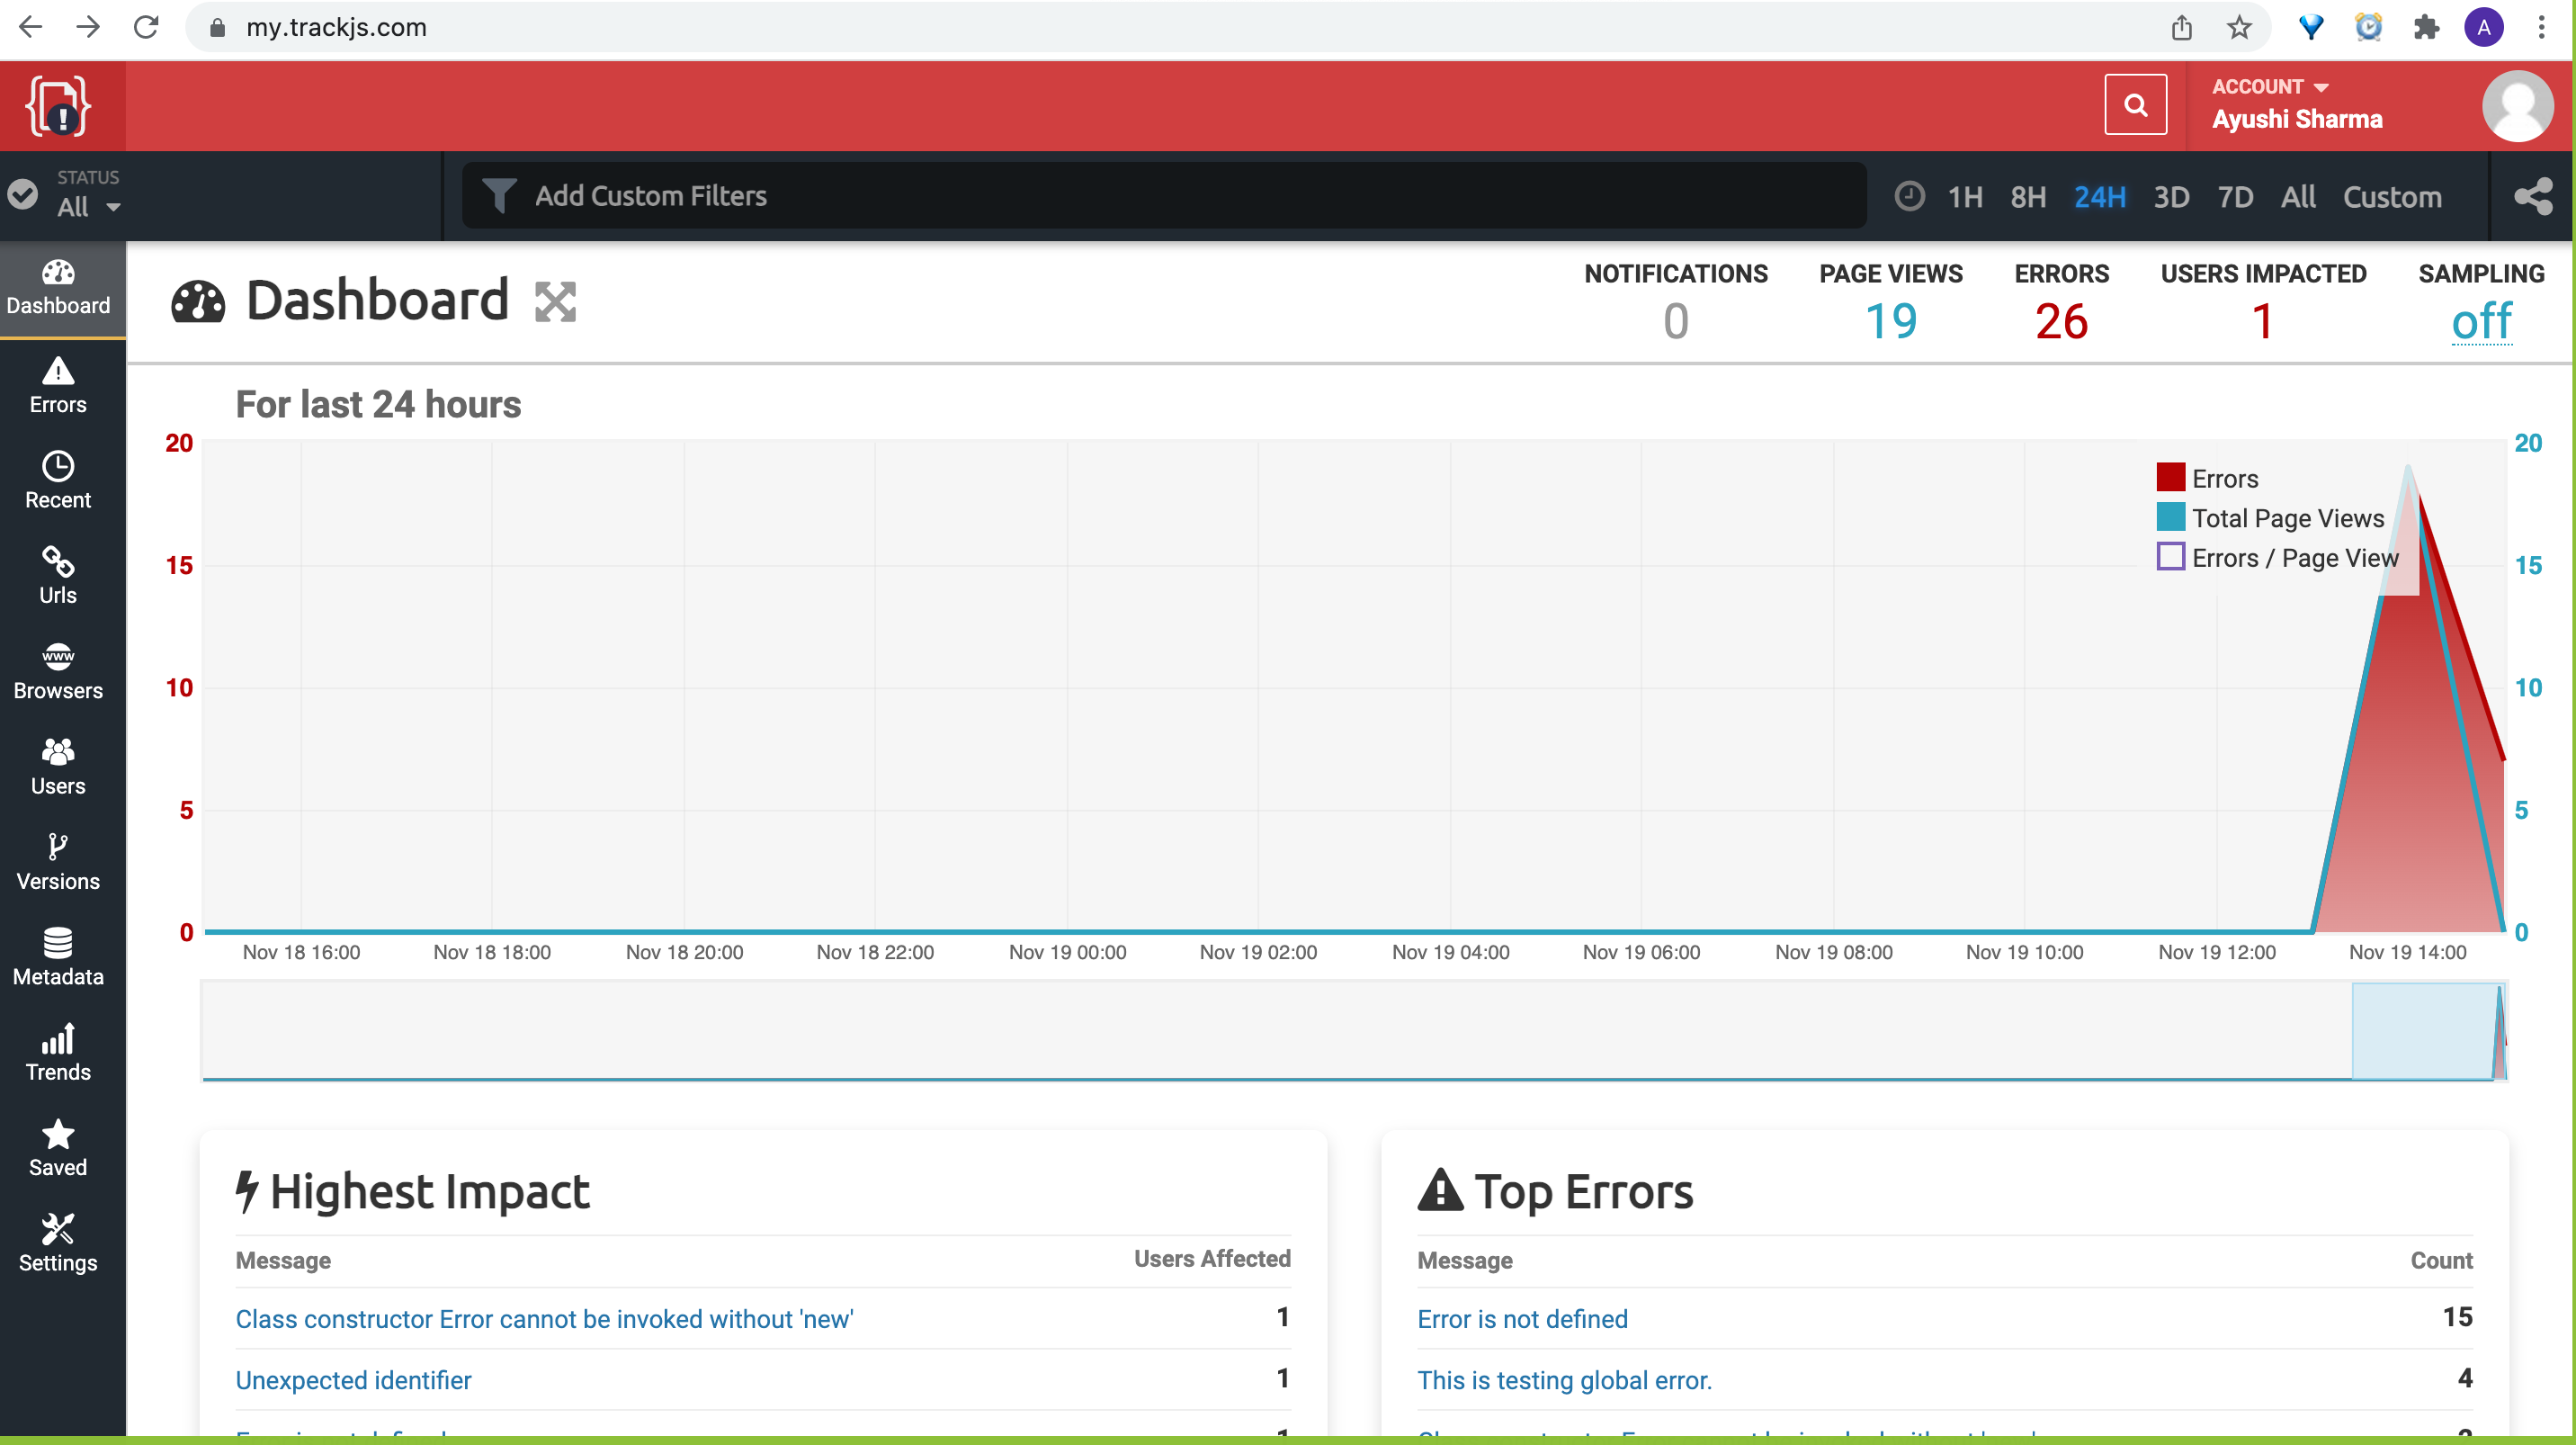 my.trackjs.com
A
ACCOUNT
Ayushi Sharma
STATUS
All
Add Custom Filters
1H 8H 24H 3D 7D All Custom
Dashboard
Errors
Recent
Urls
WWW
Browsers
Users
Versions
Metadata
Trends
Saved
Settings
Dashboard
NOTIFICATIONS
0
PAGE VIEWS
19
ERRORS
26
USERS IMPACTED
1
SAMPLING
off
For last 24 hours
20
15
10
5
0
Errors
Total Page Views
Errors / Page View
20
15
10
5
0
Nov 18 16:00 Nov 18 18:00 Nov 18 20:00 Nov 18 22:00 Nov 19 00:00 Nov 19 02:00 Nov 19 04:00 Nov 19 06:00 Nov 19 08:00 Nov 19 10:00 Nov 19 12:00 Nov 19 14:00
Highest Impact
Message Users Affected
Class constructor Error cannot be invoked without 'new' 1
Unexpected identifier 1
Top Errors
Message Count
Error is not defined 15
This is testing global error. 4